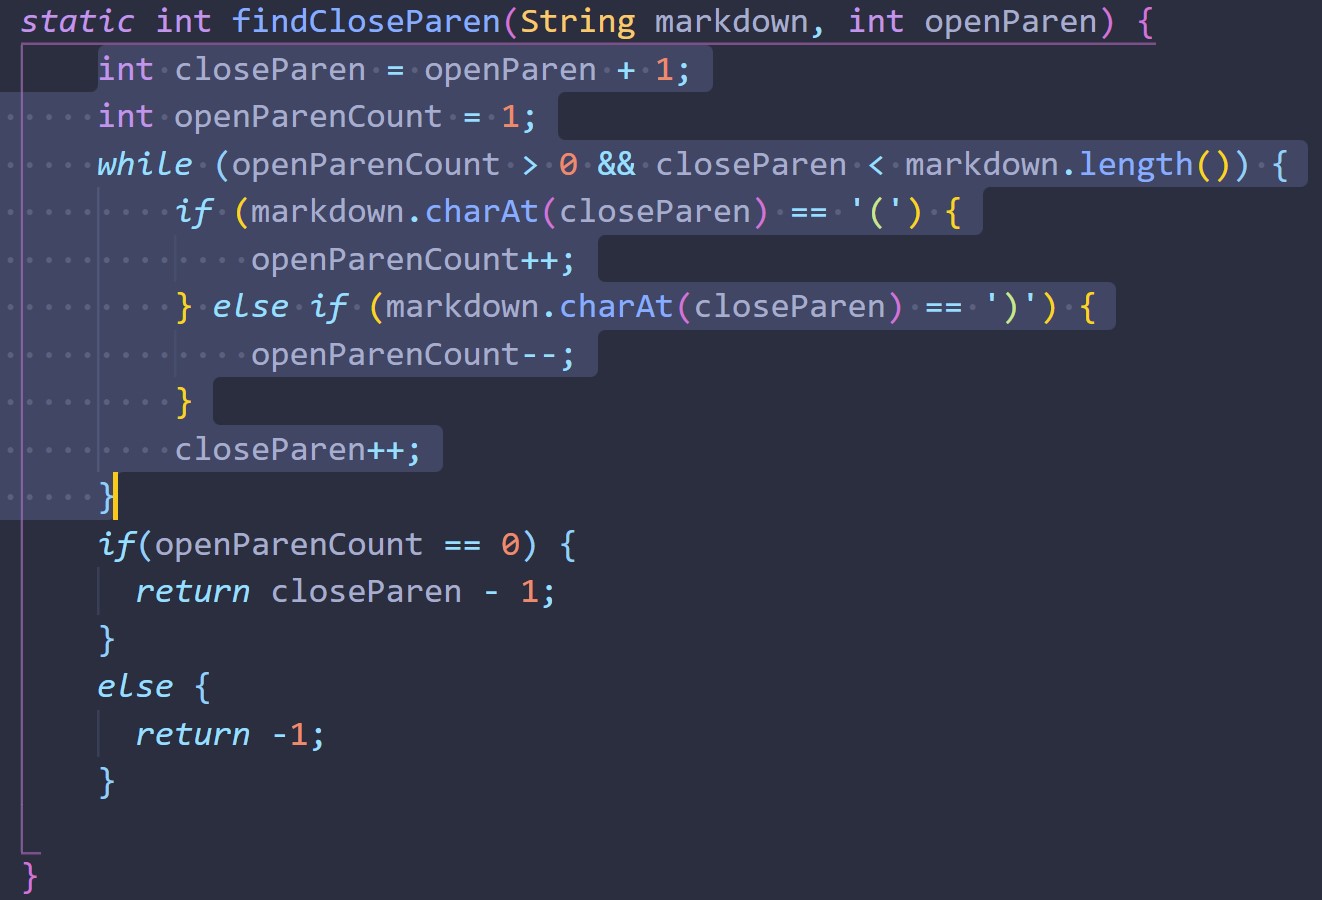 static int findCloseParen(String markdown, int openParen) {
    int closeParen = openParen + 1;
    int openParenCount = 1;
    while (openParenCount > 0 && closeParen < markdown.length()) {
        if (markdown.charAt(closeParen) == '(') {
            openParenCount++;
        } else if (markdown.charAt(closeParen) == ')') {
            openParenCount--;
        }
        closeParen++;
    }
    if(openParenCount == 0) {
      return closeParen - 1;
    }
    else {
      return -1;
    }

}